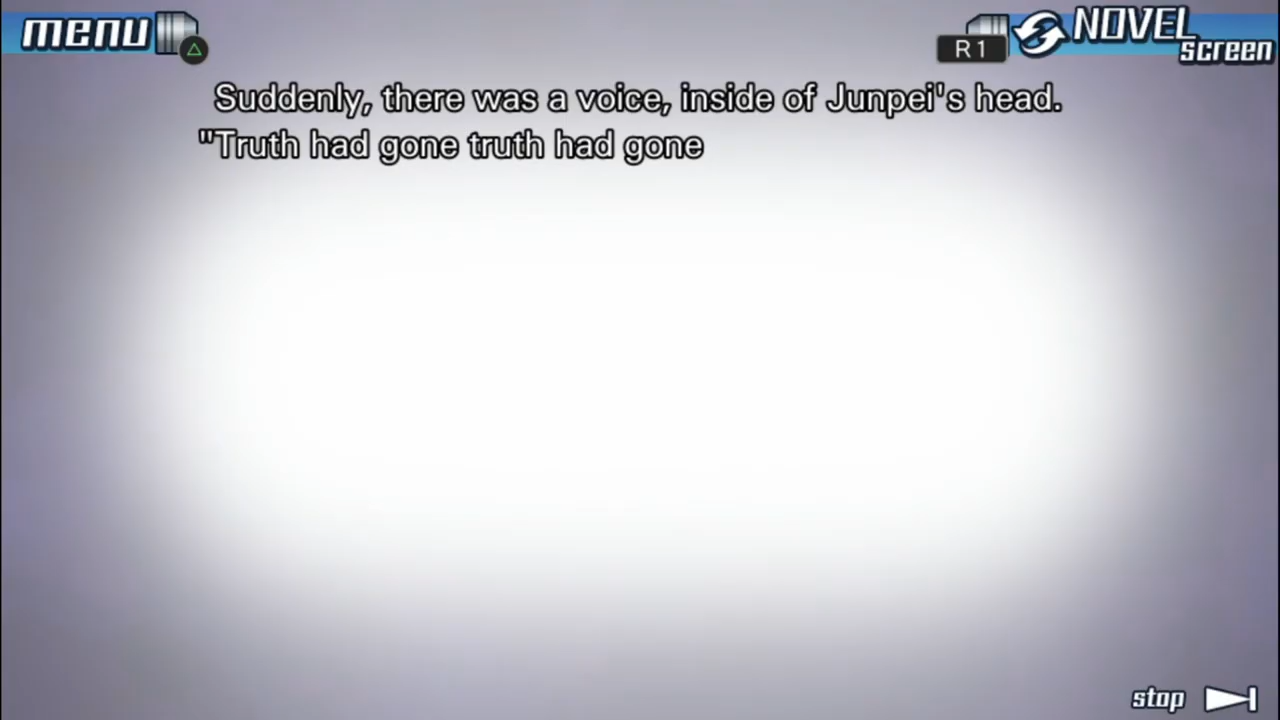 menu
R1
NOVEL
screen
Suddenly, there was a voice, inside of Junpei's head.
"Truth had gone truth had gone
stop